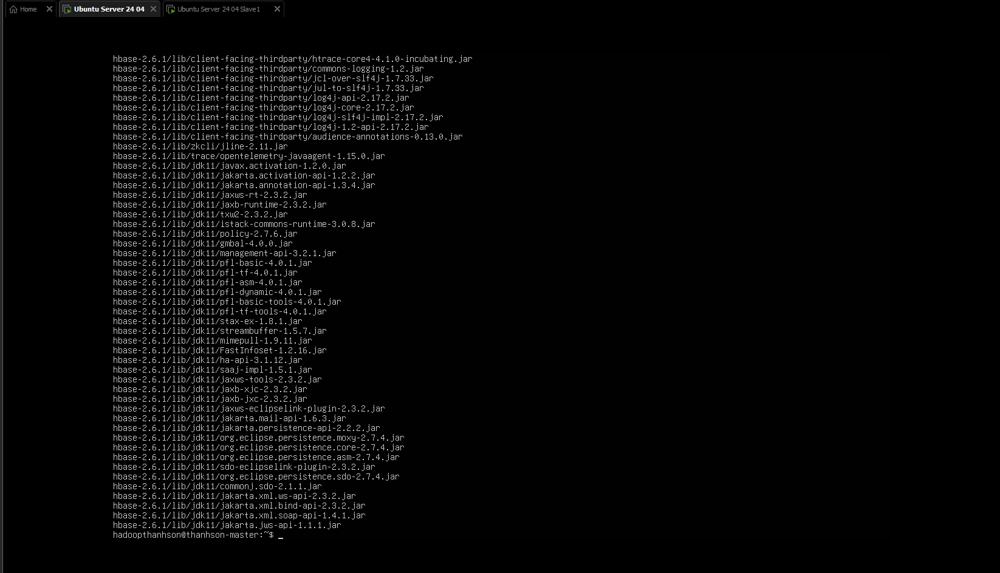 Home
Ubuntu Server 24 04
Ubuntu Server 24 04 Slave1
hbase-2.6.1/lib/client-facing-thirdparty/htrace-core4-4.1.0-incubating.jar
hbase-2.6.1/lib/client-facing-thirdparty/commons-logging-1.2.jar
hbase-2.6.1/lib/client-facing-thirdparty/jcl-over-slf4j-1.7.33.jar
hbase-2.6.1/lib/client-facing-thirdparty/jul-to-slf4j-1.7.33.jar
hbase-2.6.1/lib/client-facing-thirdparty/log4j-api-2.17.2.jar
hbase-2.6.1/lib/client-facing-thirdparty/log4j-core-2.17.2.jar
hbase-2.6.1/lib/client-facing-thirdparty/log4j-slf4j-impl-2.17.2.jar
hbase-2.6.1/lib/client-facing-thirdparty/log4j-1.2-api-2.17.2.jar
hbase-2.6.1/lib/client-facing-thirdparty/audience-annotations-0.13.0.jar
hbase-2.6.1/lib/zkcli/jline-2.11.jar
hbase-2.6.1/lib/trace/opentelemetry-javaagent-1.15.0.jar
hbase-2.6.1/lib/jdk11/javax.activation-1.2.0.jar
hbase-2.6.1/lib/jdk11/jakarta.activation-api-1.2.2.jar
hbase-2.6.1/lib/jdk11/jakarta.annotation-api-1.3.4.jar
hbase-2.6.1/lib/jdk11/jaxws-rt-2.3.2.jar
hbase-2.6.1/lib/jdk11/jaxb-runtime-2.3.2.jar
hbase-2.6.1/lib/jdk11/txw2-2.3.2.jar
hbase-2.6.1/lib/jdk11/istack-commons-runtime-3.0.8.jar
hbase-2.6.1/lib/jdk11/policy-2.7.6.jar
hbase-2.6.1/lib/jdk11/gmbal-4.0.0.jar
hbase-2.6.1/lib/jdk11/management-api-3.2.1.jar
hbase-2.6.1/lib/jdk11/pfl-basic-4.0.1.jar
hbase-2.6.1/lib/jdk11/pfl-tf-4.0.1.jar
hbase-2.6.1/lib/jdk11/pfl-asm-4.0.1.jar
hbase-2.6.1/lib/jdk11/pfl-dynamic-4.0.1.jar
hbase-2.6.1/lib/jdk11/pfl-basic-tools-4.0.1.jar
hbase-2.6.1/lib/jdk11/pfl-tf-tools-4.0.1.jar
hbase-2.6.1/lib/jdk11/stax-ex-1.8.1.jar
hbase-2.6.1/lib/jdk11/streambuffer-1.5.7.jar
hbase-2.6.1/lib/jdk11/mimepull-1.9.11.jar
hbase-2.6.1/lib/jdk11/FastInfoset-1.2.16.jar
hbase-2.6.1/lib/jdk11/ha-api-3.1.12.jar
hbase-2.6.1/lib/jdk11/saaj-impl-1.5.1.jar
hbase-2.6.1/lib/jdk11/jaxws-tools-2.3.2.jar
hbase-2.6.1/lib/jdk11/jaxb-xjc-2.3.2.jar
hbase-2.6.1/lib/jdk11/jaxb-jxc-2.3.2.jar
hbase-2.6.1/lib/jdk11/jaxws-eclipselink-plugin-2.3.2.jar
hbase-2.6.1/lib/jdk11/jakarta.mail-api-1.6.3.jar
hbase-2.6.1/lib/jdk11/jakarta.persistence-api-2.2.2.jar
hbase-2.6.1/lib/jdk11/org.eclipse.persistence.moxy-2.7.4.jar
hbase-2.6.1/lib/jdk11/org.eclipse.persistence.core-2.7.4.jar
hbase-2.6.1/lib/jdk11/org.eclipse.persistence.asm-2.7.4.jar
hbase-2.6.1/lib/jdk11/sdo-eclipselink-plugin-2.3.2.jar
hbase-2.6.1/lib/jdk11/org.eclipse.persistence.sdo-2.7.4.jar
hbase-2.6.1/lib/jdk11/commonj.sdo-2.1.1.jar
hbase-2.6.1/lib/jdk11/jakarta.xml.ws-api-2.3.2.jar
hbase-2.6.1/lib/jdk11/jakarta.xml.bind-api-2.3.2.jar
hbase-2.6.1/lib/jdk11/jakarta.xml.soap-api-1.4.1.jar
hbase-2.6.1/lib/jdk11/jakarta.jws-api-1.1.1.jar
hadoopthanhson@thanhson-master:~$ _